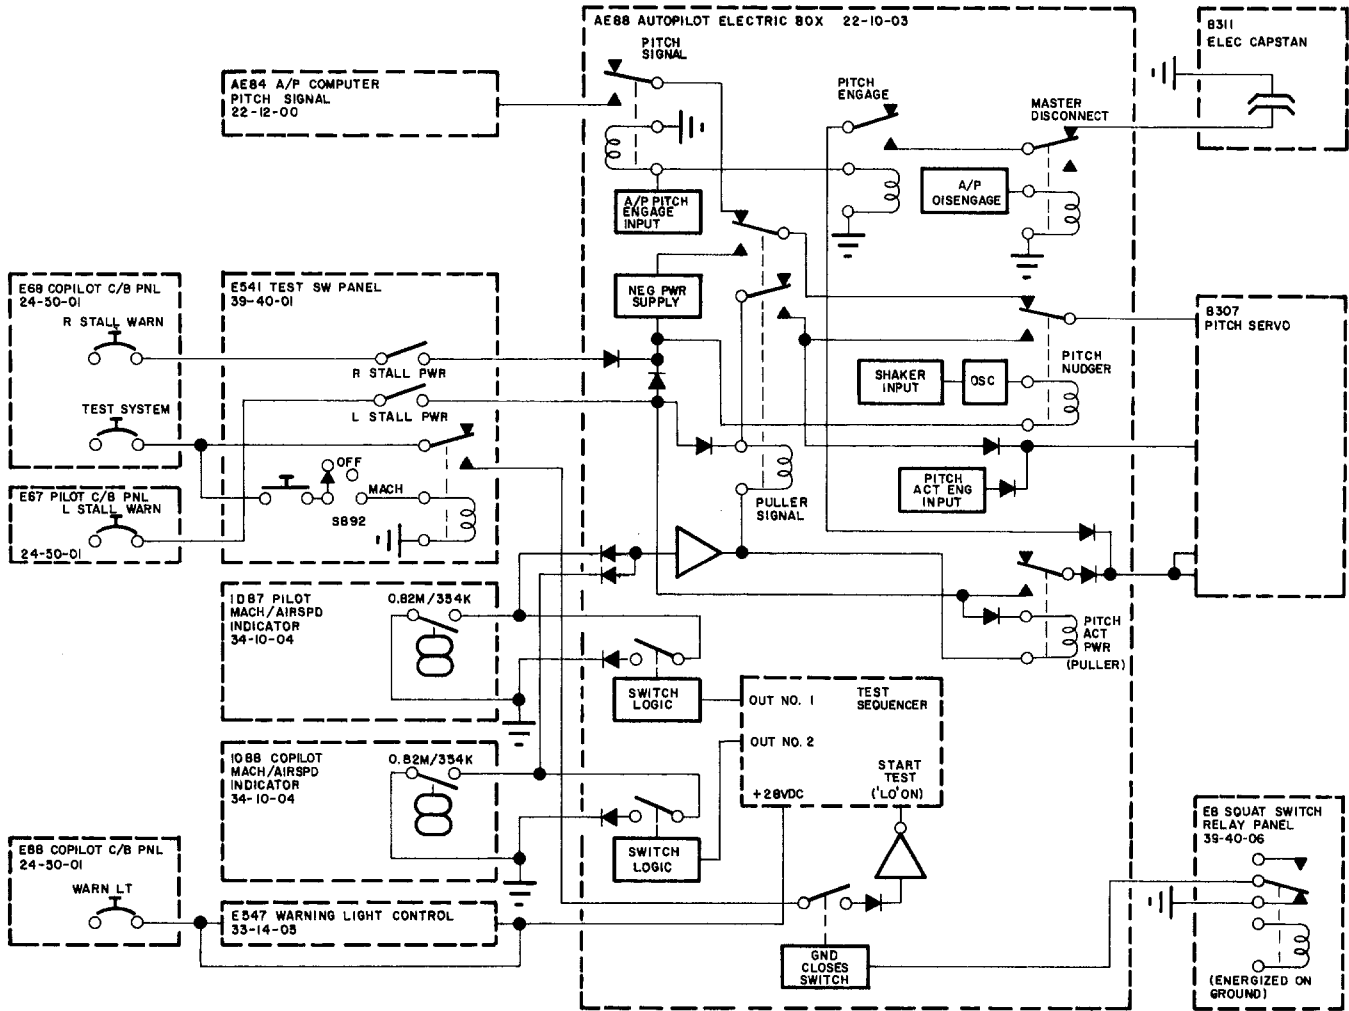 AE88 AUTOPILOT ELECTRIC BOX 22-10-03
B311
ELEC CAPSTAN
PITCH
SIGNAL
AE84 A/P COMPUTER
PITCH SIGNAL
22-12-00
PITCH
ENGAGE
MASTER
DISCONNECT
A/P PITCH
ENGAGE
INPUT
A/P
DISENGAGE
E68 COPILOT C/B PNL
24-50-01
R STALL WARN
TEST SYSTEM
E541 TEST SW PANEL
39-40-01
R STALL PWR
L STALL PWR
OFF
MACH
S892
NEG PWR
SUPPLY
B307
PITCH SERVO
SHAKER
INPUT
OSC
PITCH
NUDGER
PITCH
ACT ENG
INPUT
PULLER
SIGNAL
E67 PILOT C/B PNL
L STALL WARN
24-50-01
1D87 PILOT
MACH/AIRSPD
INDICATOR
34-10-04
0.82M/354K
PITCH
ACT
PWR
(PULLER)
SWITCH
LOGIC
OUT NO. 1
TEST
SEQUENCER
OUT NO. 2
START
TEST
('LO' ON)
+28VDC
1D88 COPILOT
MACH/AIRSPD
INDICATOR
34-10-04
0.82M/354K
SWITCH
LOGIC
E8 SQUAT SWITCH
RELAY PANEL
39-40-06
(ENERGIZED ON
GROUND)
E68 COPILOT C/B PNL
24-50-01
WARN LT
E547 WARNING LIGHT CONTROL
33-14-05
GND
CLOSES
SWITCH